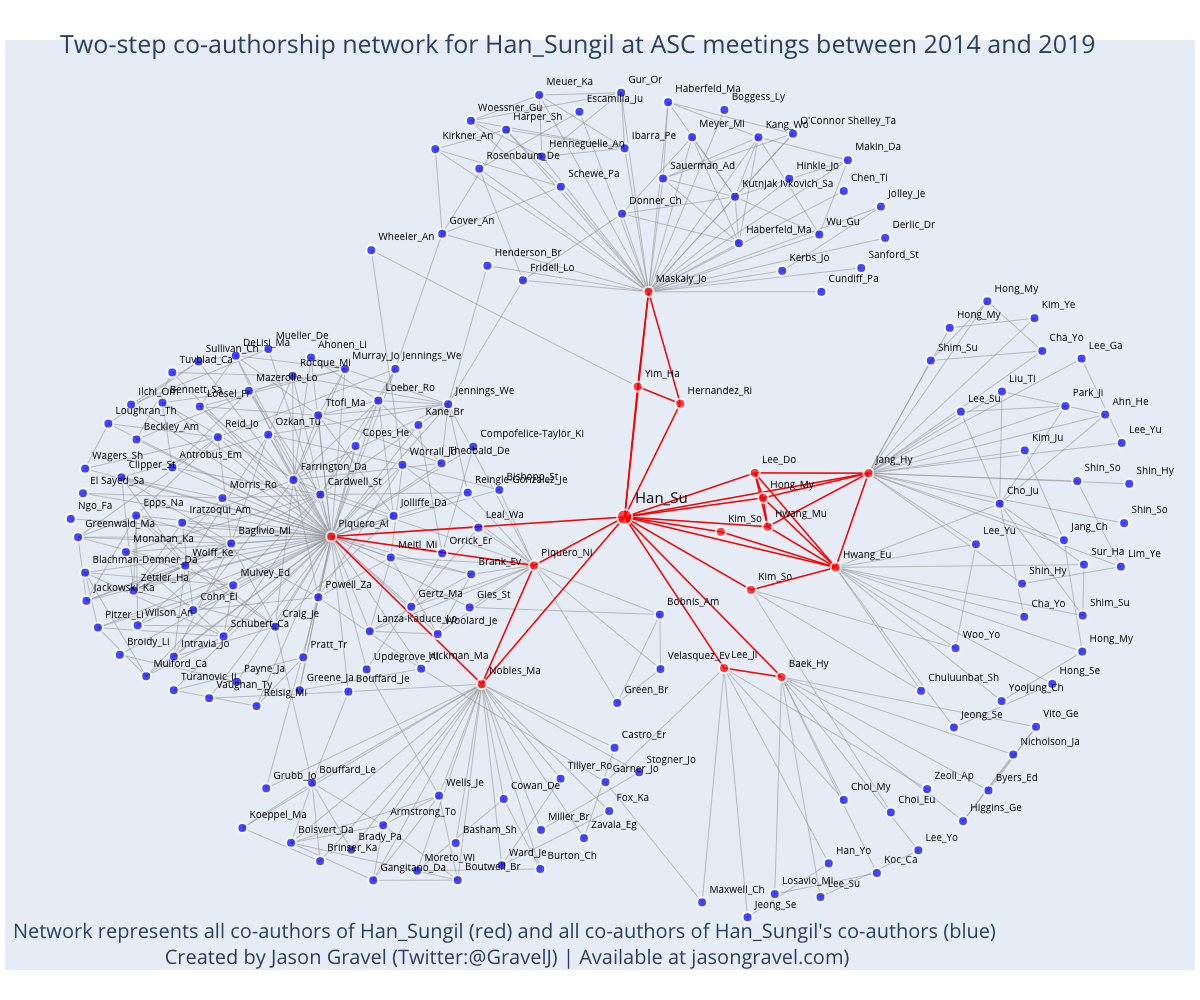 Two-step co-authorship network for Han_Sungil at ASC meetings between 2014 and 2019
Meuer_Ka
Gur_Or
Haberfeld_Ma
Boggess_Ly
Escamilla_Ju
Woessner_Gu
Harper_Sh
Meyer_Mi
Kang_Wo
O'Connor Shelley_Ta
Kirkner_An
Henneguelle_An
Ibarra_Pe
Makin_Da
Rosenbaum_De
Sauerman_Ad
Hinkle_Jo
Schewe_Pa
Chen_Ti
Kutnjak Ivkovich_Sa
Jolley_Je
Donner_Ch
Gover_An
Wu_Gu
Derlic_Dr
Wheeler_An
Haberfeld_Ma
Henderson_Br
Kerbs_Jo
Sanford_St
Fridell_Lo
Maskaly_Jo
Cundiff_Pa
Hong_My
Kim_Ye
Hong_My
Mueller_De
DeLisi_Ma
Ahonen_Li
Sullivan_Ch
Cha_Yo
Shim_Su
Lee_Ga
Tuvblad_Ca
Rocque_Mi
Murray_Jo
Jennings_We
Mazerolle_Lo
Yim_Ha
Liu_Ti
Ilchi_Om
Bennett_Sa
Loesel_Fr
Loeber_Ro
Jennings_We
Hernandez_Ri
Park_Ji
Loughran_Th
Ttofi_Ma
Kane_Br
Lee_Su
Ahn_He
Beckley_Am
Reid_Jo
Ozkan_Tu
Copes_He
Compofelice-Taylor_Ki
Lee_Yu
Wagers_Sh
Antrobus_Em
Worrall_Jo
Theobald_De
Kim_Ju
Clipper_St
Farrington_Da
Lee_Do
Jang_Hy
El Sayed_Sa
Cardwell_St
Reingle Gonzalez_Je
Bishopp_St
Shin_So
Shin_Hy
Morris_Ro
Hong_My
Ngo_Fa
Epps_Na
Iratzoqui_Am
Jolliffe_Da
Han_Su
Cho_Ju
Greenwald_Ma
Baglivio_Mi
Piquero_Al
Leal_Wa
Kim_So
Hwang_Mu
Shin_So
Monahan_Ka
Jang_Ch
Wolff_Ke
Meitl_Mi
Orrick_Er
Piquero_Ni
Lee_Yu
Blachman-Demner_Da
Brank_Ev
Hwang_Eu
Sur_Ha
Lim_Ye
Zettler_Ha
Mulvey_Ed
Powell_Za
Kim_So
Shin_Hy
Jackowski_Ka
Cohn_El
Gertz_Ma
Gies_St
Bobnis_Am
Pitzer_Li
Wilson_An
Craig_Je
Lanza-Kaduce_Lo
Woolard_Je
Cha_Yo
Shim_Su
Schubert_Ca
Broidy_Li
Intravia_Jo
Pratt_Tr
Updegrove_Al
Hickman_Ma
Velasquez_Ev
Lee_Ji
Baek_Hy
Woo_Yo
Hong_My
Mulford_Ca
Payne_Ja
Nobles_Ma
Hong_Se
Turanovic_Ji
Greene_Ja
Bouffard_Je
Chuluunbat_Sh
Vaughan_Ty
Reisig_Mi
Green_Br
Yoojung_Ch
Jeong_Se
Vito_Ge
Castro_Er
Nicholson_Ja
Stogner_Jo
Grubb_Jo
Bouffard_Le
Tillyer_Ro
Garner_Jo
Zeoli_Ap
Byers_Ed
Wells_Je
Cowan_De
Choi_My
Choi_Eu
Higgins_Ge
Koeppel_Ma
Armstrong_To
Fox_Ka
Boisvert_Da
Brady_Pa
Basham_Sh
Miller_Br
Zavala_Eg
Brinser_Ka
Moreto_Wi
Ward_Je
Burton_Ch
Han_Yo
Lee_Yo
Gangitano_Da
Boutwell_Br
Koc_Ca
Maxwell_Ch
Losavio_Mi
Lee_Su
Jeong_Se
Network represents all co-authors of Han_Sungil (red) and all co-authors of Han_Sungil's co-authors (blue)
Created by Jason Gravel (Twitter:@GravelJ) | Available at jasongravel.com)